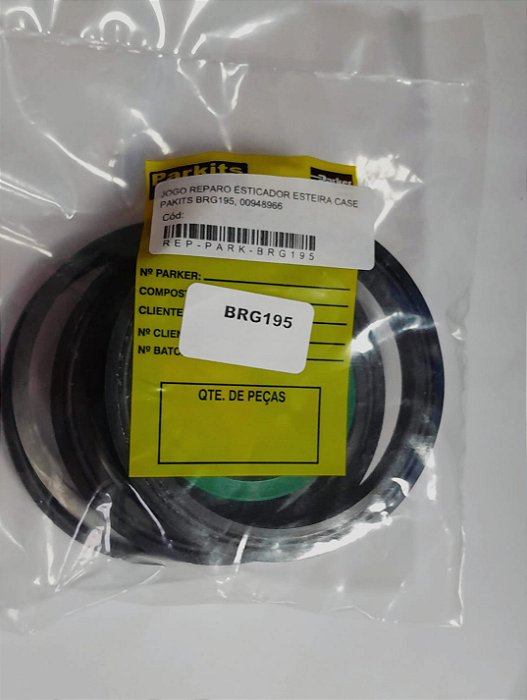 Parkits
Parker
JOGO REPARO ESTICADOR ESTEIRA CASE
PAKITS BRG195, 00948966
Cód:
REP-PARK-BRG195
Nº PARKER:
COMPOS
CLIENTE
BRG195
Nº CLIEN
Nº BATC
QTE. DE PEÇAS